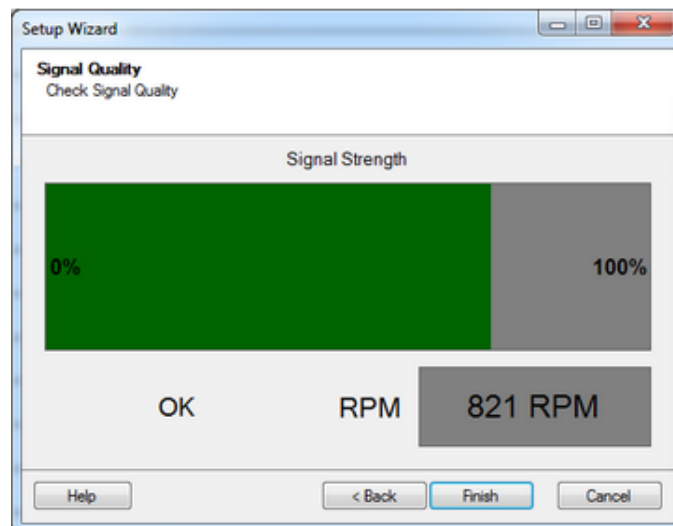 Setup Wizard
Signal Quality
Check Signal Quality
Signal Strength
0% 100%
OK RPM 821 RPM
Help < Back Finish Cancel